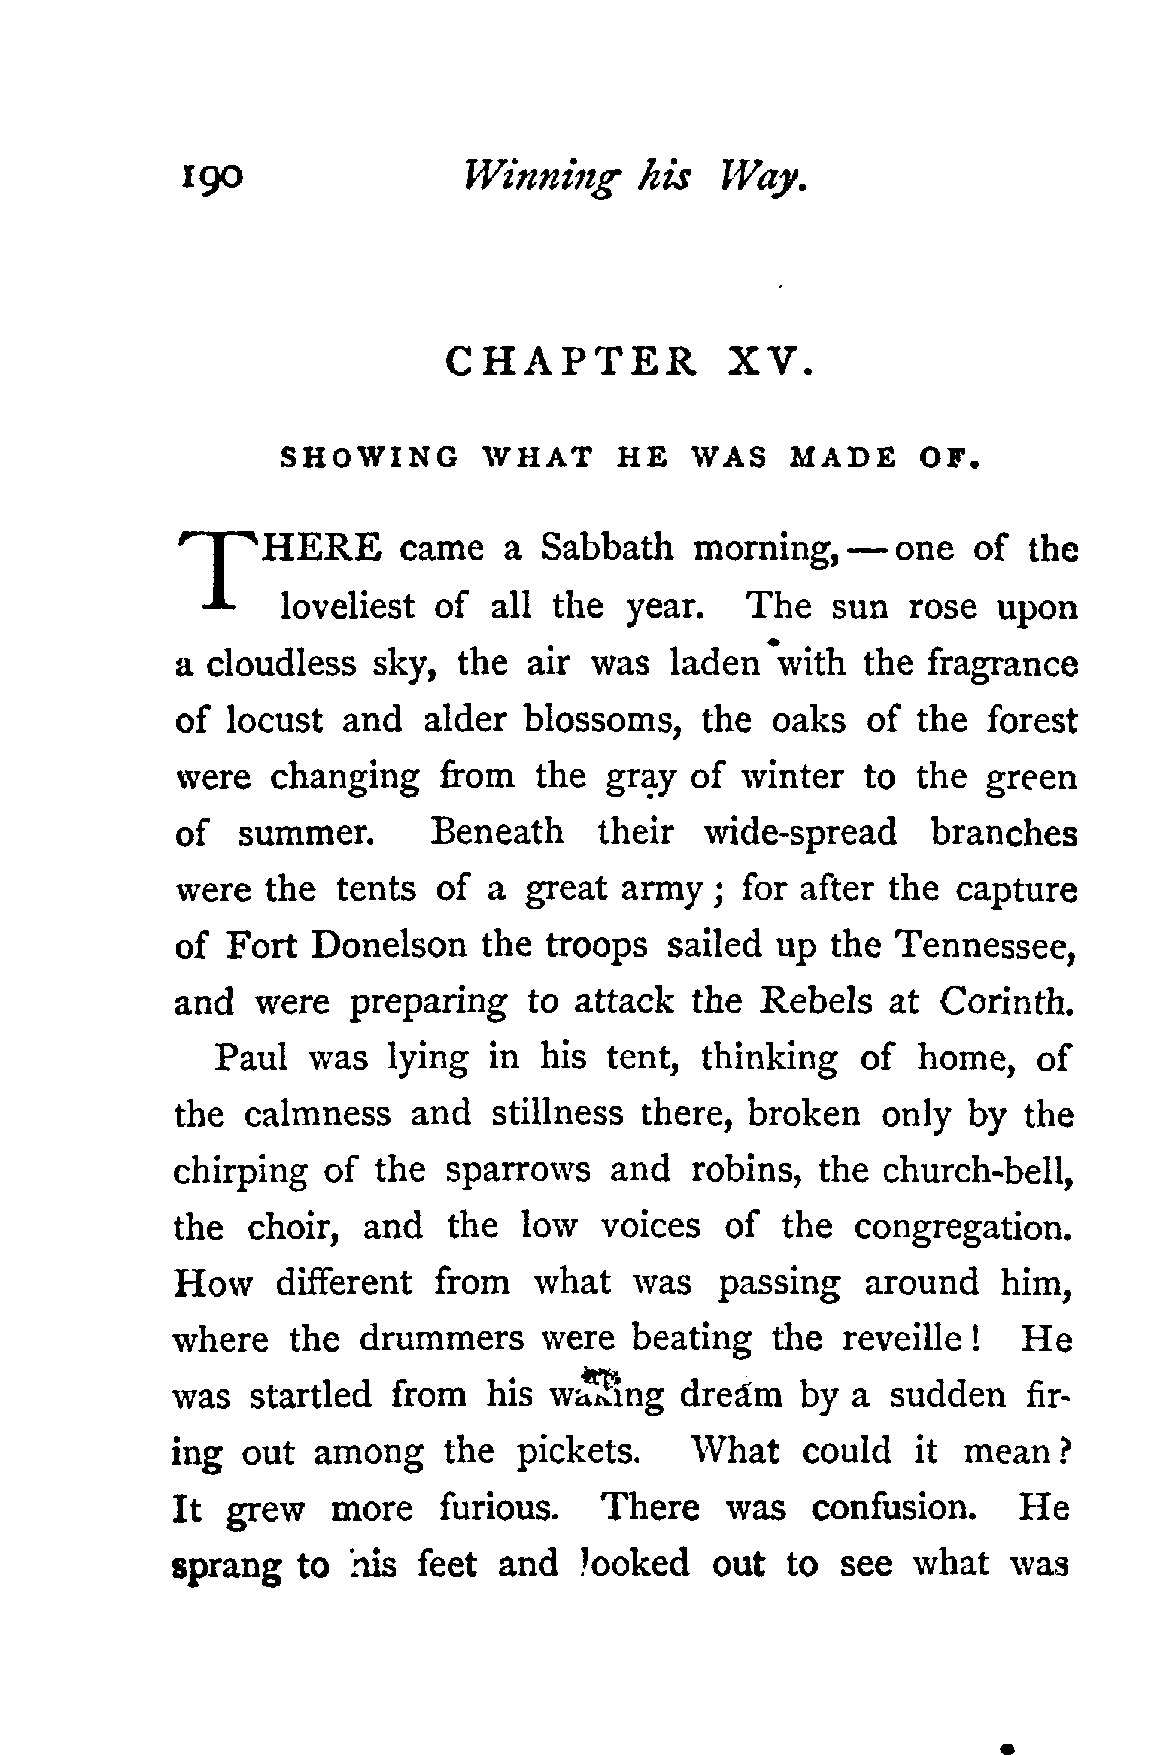 190 Winning his Way.
CHAPTER XV.
SHOWING WHAT HE WAS MADE OF.
THERE came a Sabbath morning,—one of the
loveliest of all the year. The sun rose upon
a cloudless sky, the air was laden with the fragrance
of locust and alder blossoms, the oaks of the forest
were changing from the gray of winter to the green
of summer. Beneath their wide-spread branches
were the tents of a great army; for after the capture
of Fort Donelson the troops sailed up the Tennessee,
and were preparing to attack the Rebels at Corinth.
Paul was lying in his tent, thinking of home, of
the calmness and stillness there, broken only by the
chirping of the sparrows and robins, the church-bell,
the choir, and the low voices of the congregation.
How different from what was passing around him,
where the drummers were beating the reveille! He
was startled from his waking dream by a sudden fir-
ing out among the pickets. What could it mean?
It grew more furious. There was confusion. He
sprang to his feet and looked out to see what was